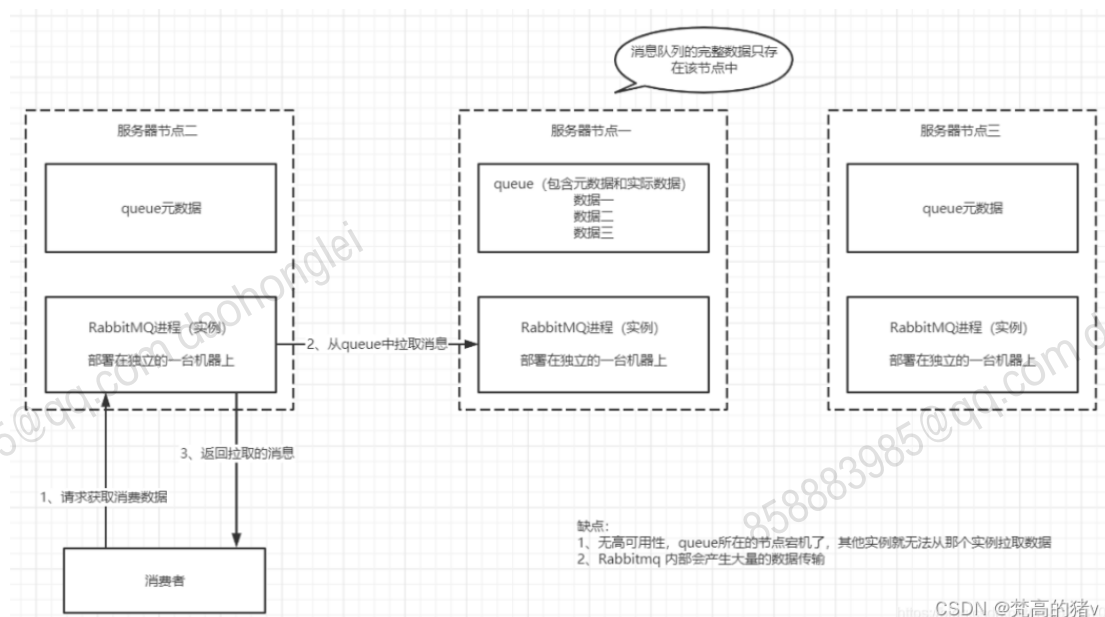 消息队列的完整数据只存
在该节点中
服务器节点二
服务器节点一
服务器节点三
queue元数据
queue（包含元数据和实际数据）
数据一
数据二
数据三
queue元数据
RabbitMQ进程（实例）
部署在独立的一台机器上
2、从queue中拉取消息
RabbitMQ进程（实例）
部署在独立的一台机器上
RabbitMQ进程（实例）
部署在独立的一台机器上
3、返回拉取的消息
1、请求获取消费数据
消费者
缺点：
1、无高可用性，queue所在的节点宕机了，其他实例就无法从那个实例拉取数据
2、Rabbitmq 内部会产生大量的数据传输
5@qq.com daohonglei
858883985@qq.com d
CSDN @梵高的猪v